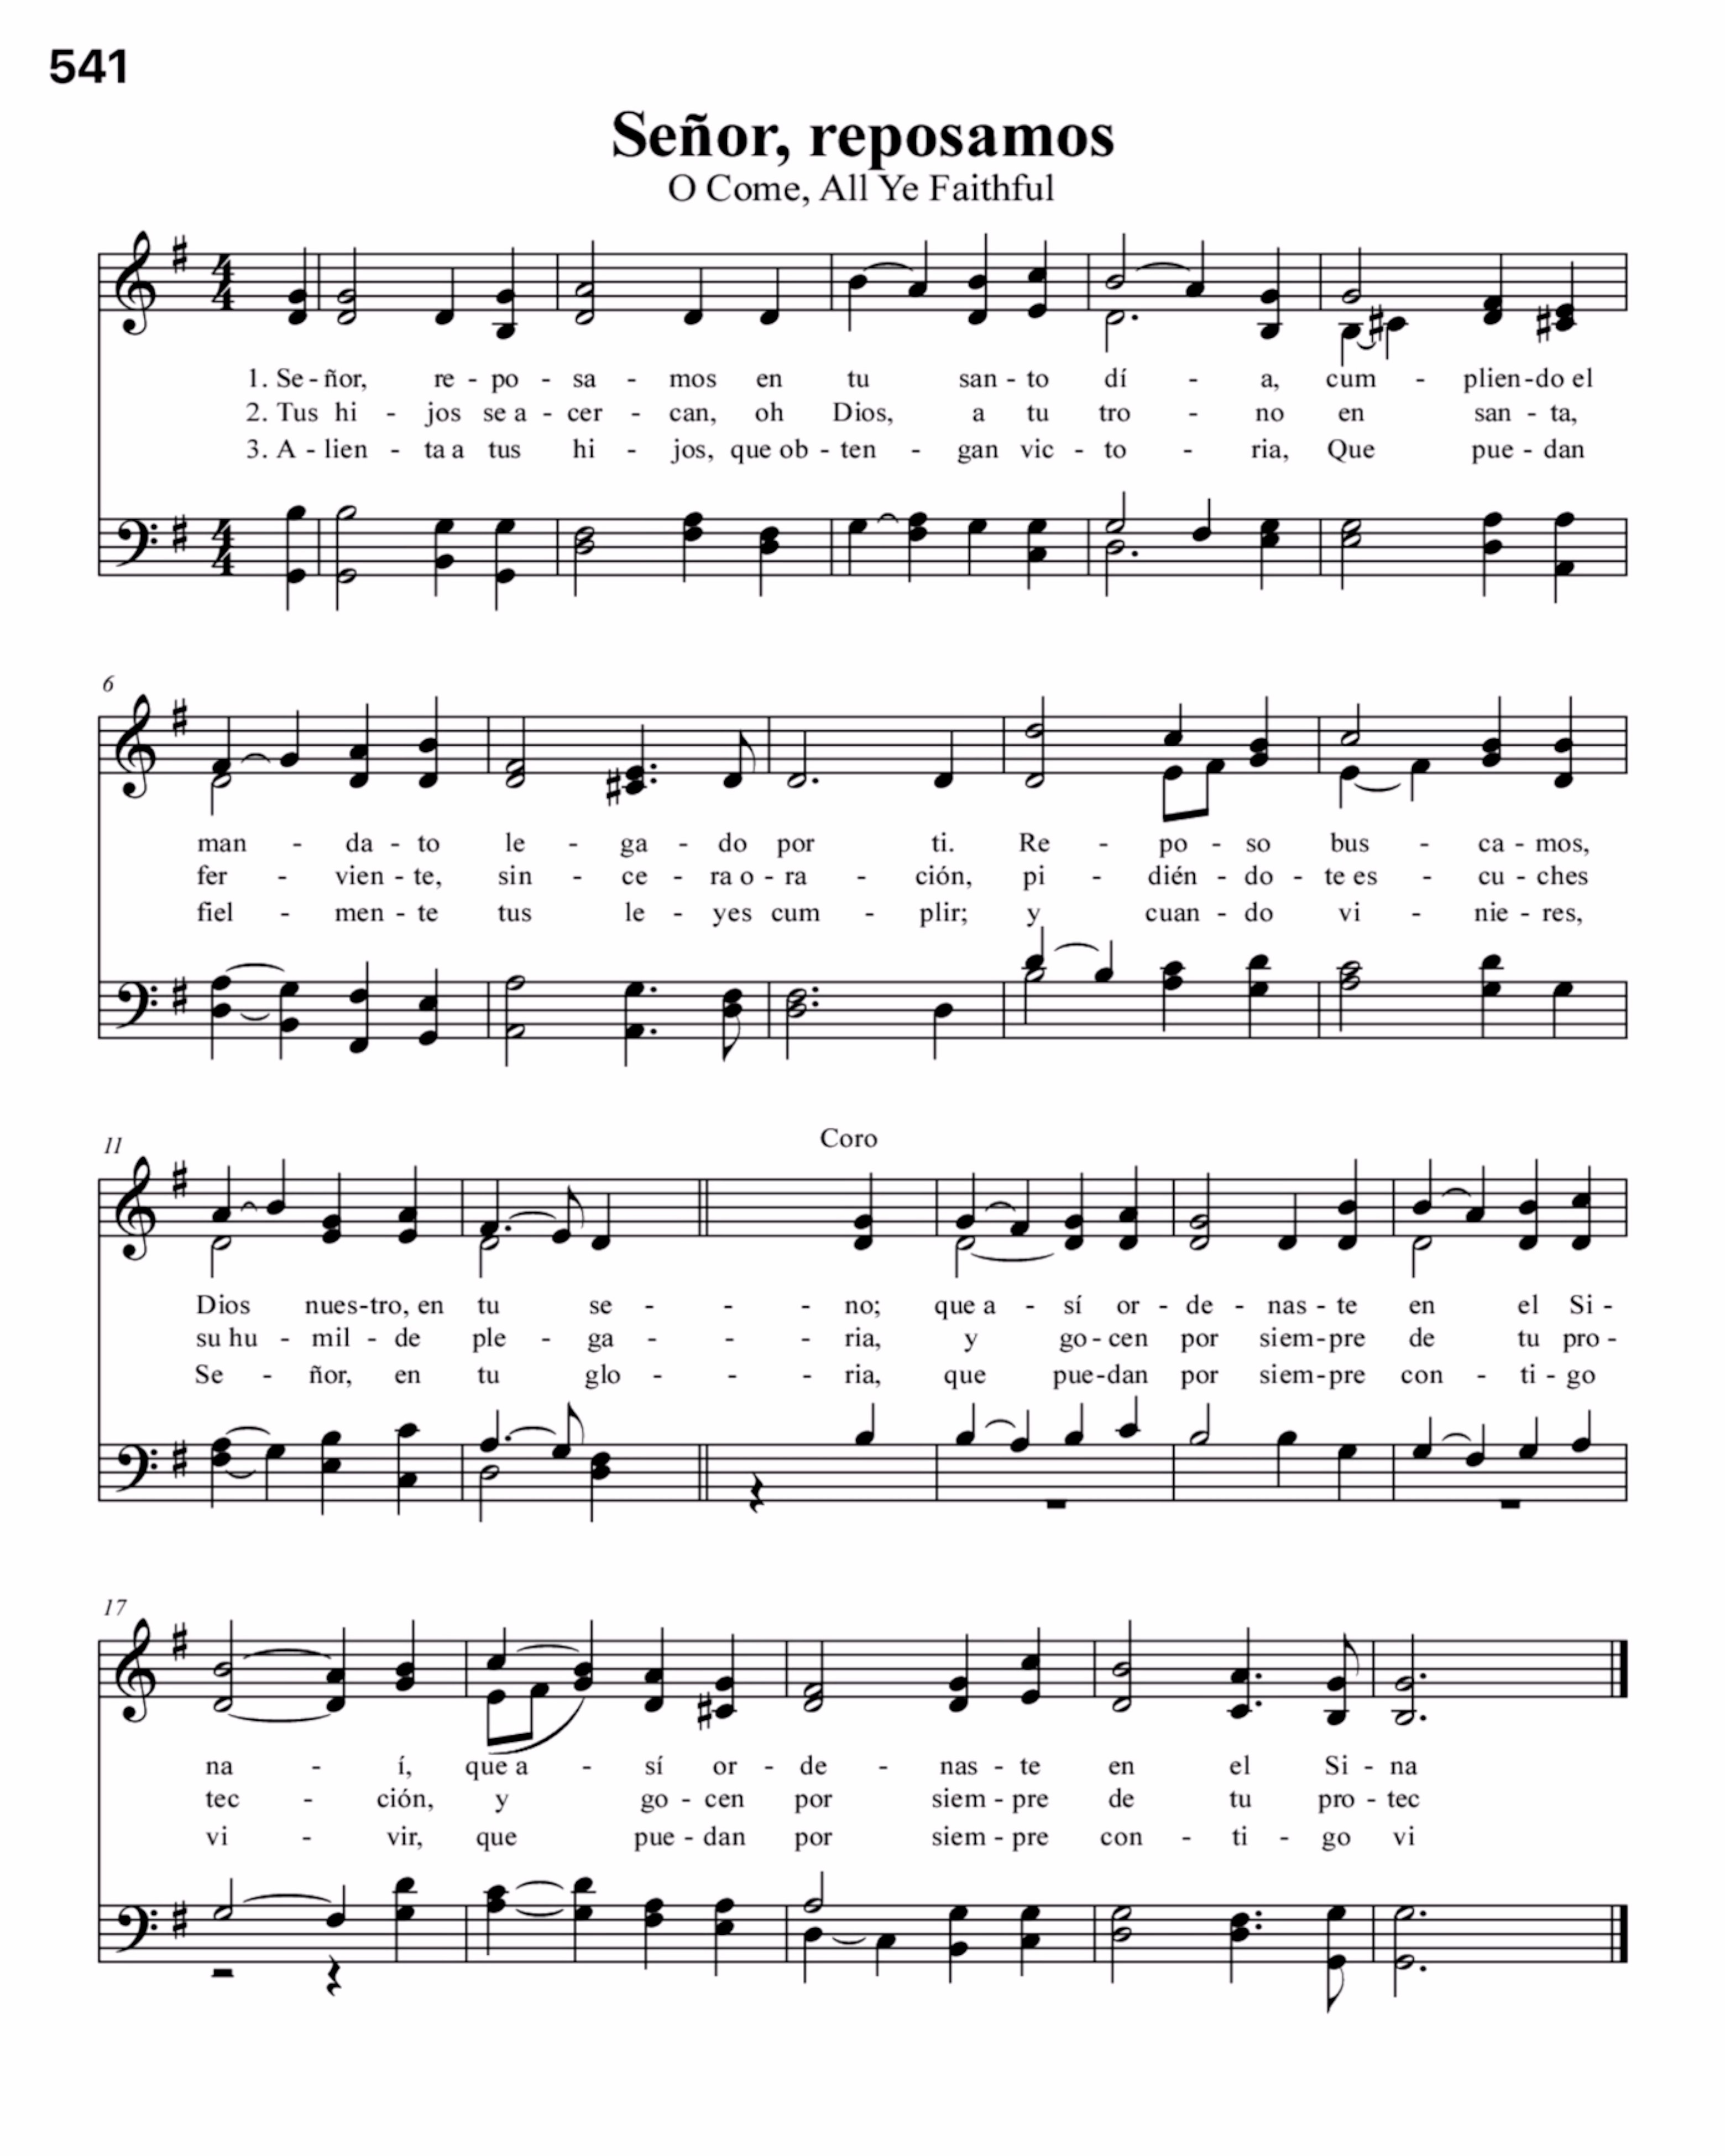 541
Señor, reposamos
O Come, All Ye Faithful
1. Se - ñor, re - po - sa - mos en tu san - to dí - a, cum - plien - do el
2. Tus hi - jos se a - cer - can, oh Dios, a tu tro - no en san - ta,
3. A - lien - ta a tus hi - jos, que ob - ten - gan vic - to - ria, Que pue - dan
6
man - da - to le - ga - do por ti. Re - po - so bus - ca - mos,
fer - vien - te, sin - ce - ra o - ra - ción, pi - dién - do - te es - cu - ches
fiel - men - te tus le - yes cum - plir; y cuan - do vi - nie - res,
11
Coro
Dios nues - tro, en tu se - - - no; que a - sí or - de - nas - te en el Si -
su hu - mil - de ple - ga - - - ria, y go - cen por siem - pre de tu pro -
Se - ñor, en tu glo - - - ria, que pue - dan por siem - pre con - ti - go
17
na - í, que a - sí or - de - nas - te en el Si - na
tec - ción, y go - cen por siem - pre de tu pro - tec
vi - vir, que pue - dan por siem - pre con - ti - go vi